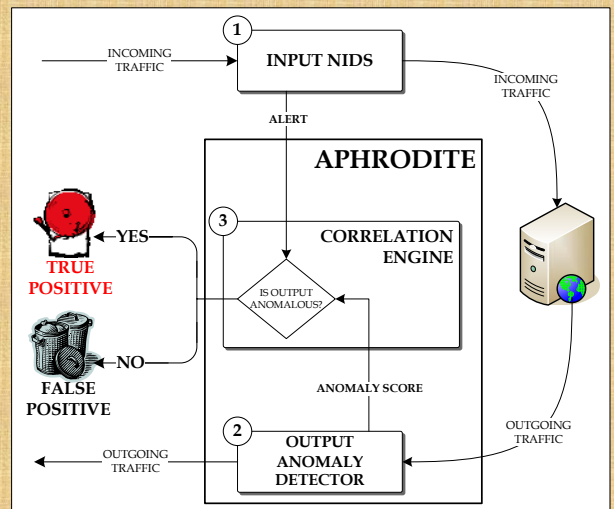 1
INPUT NIDS
INCOMING
TRAFFIC
INCOMING
TRAFFIC
ALERT
APHRODITE
3
CORRELATION
ENGINE
YES
TRUE
POSITIVE
IS OUTPUT
ANOMALOUS?
NO
FALSE
POSITIVE
ANOMALY SCORE
2
OUTPUT
ANOMALY
DETECTOR
OUTGOING
TRAFFIC
OUTGOING
TRAFFIC